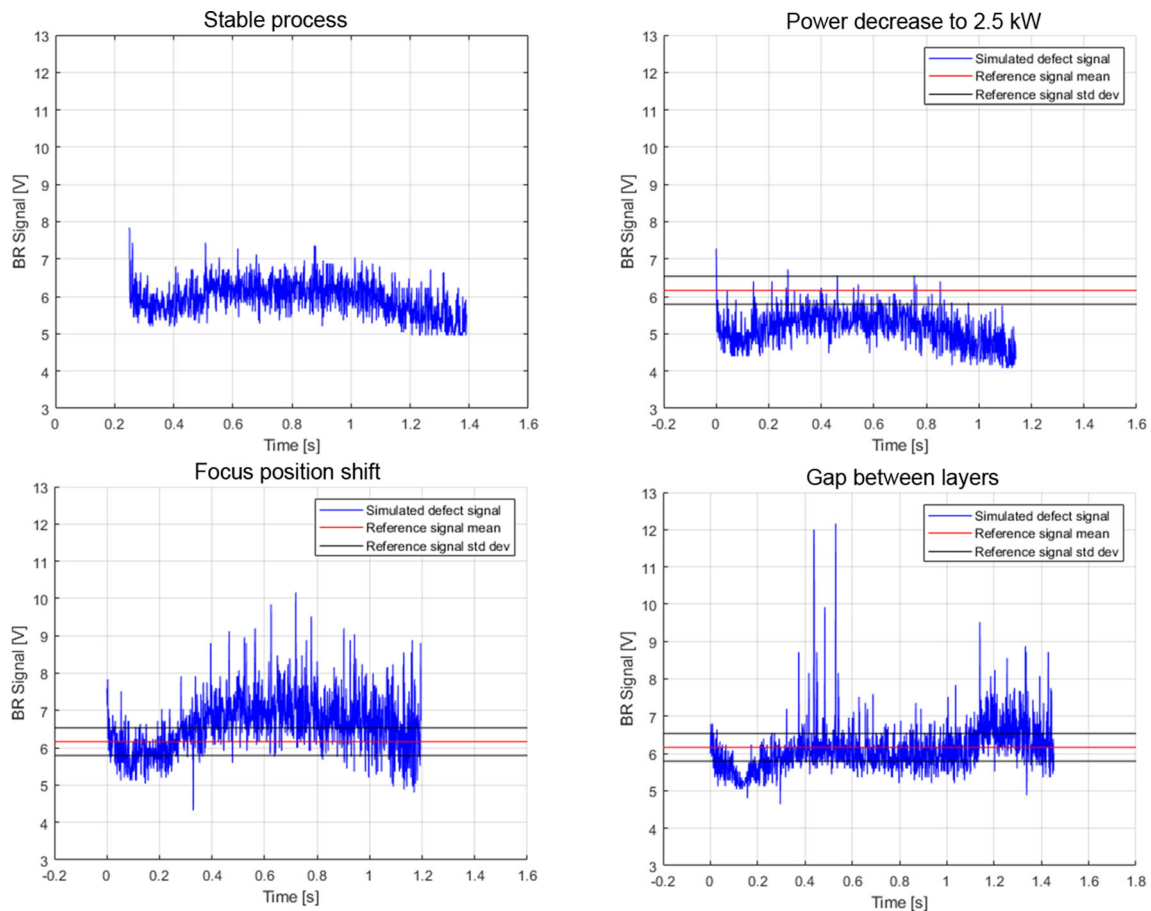 Stable process
13
12
11
10
9
8
7
6
5
4
3
BR Signal [V]
0 0.2 0.4 0.6 0.8 1 1.2 1.4 1.6
Time [s]
Power decrease to 2.5 kW
Simulated defect signal
Reference signal mean
Reference signal std dev
13
12
11
10
9
8
7
6
5
4
3
BR Signal [V]
-0.2 0 0.2 0.4 0.6 0.8 1 1.2 1.4 1.6
Time [s]
Focus position shift
Simulated defect signal
Reference signal mean
Reference signal std dev
13
12
11
10
9
8
7
6
5
4
3
BR Signal [V]
-0.2 0 0.2 0.4 0.6 0.8 1 1.2 1.4 1.6
Time [s]
Gap between layers
Simulated defect signal
Reference signal mean
Reference signal std dev
13
12
11
10
9
8
7
6
5
4
3
BR Signal [V]
-0.2 0 0.2 0.4 0.6 0.8 1 1.2 1.4 1.6 1.8
Time [s]